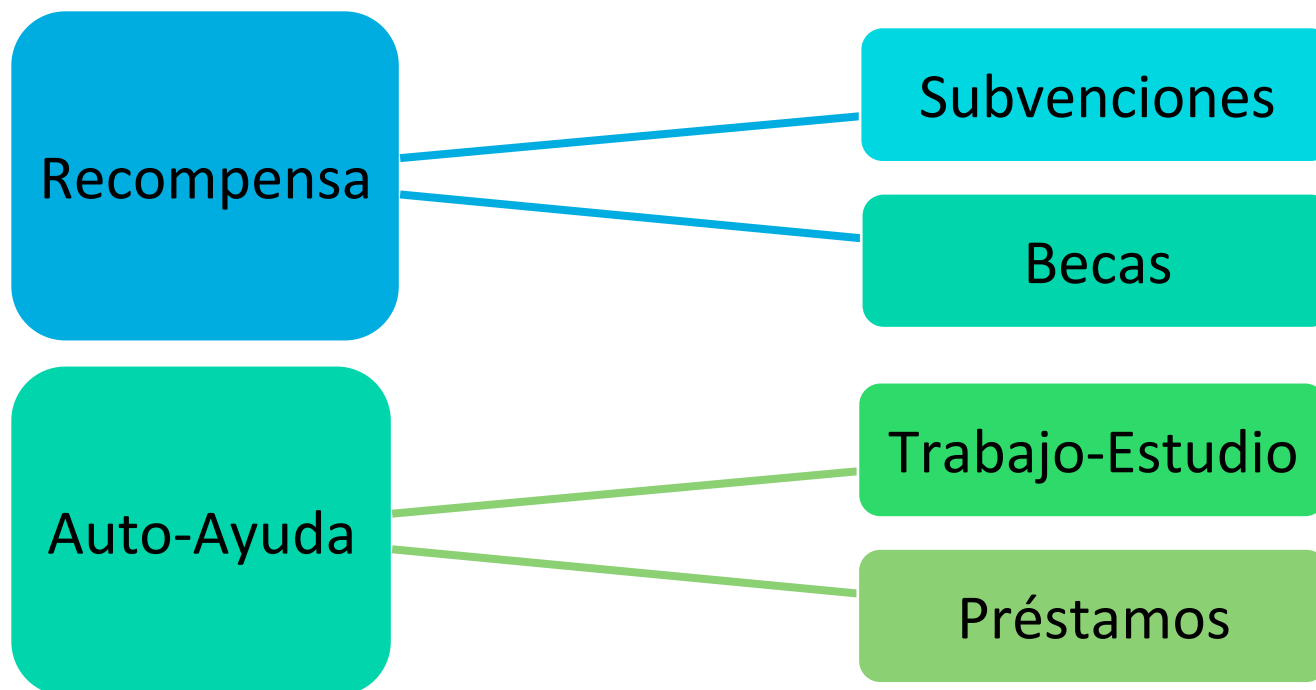 Recompensa
Subvenciones
Becas
Auto-Ayuda
Trabajo-Estudio
Préstamos